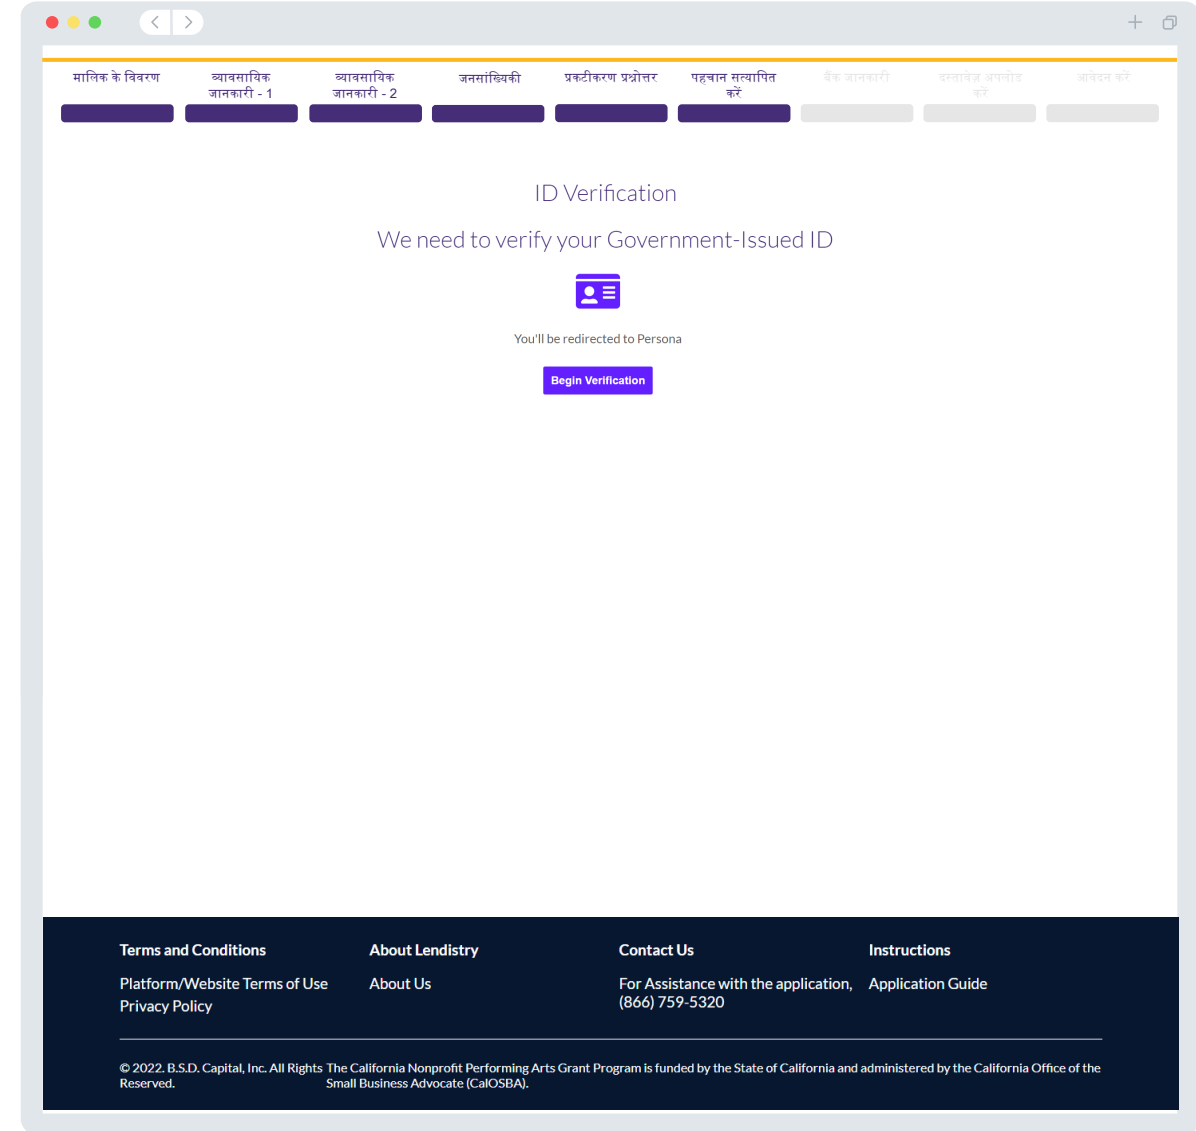 मालिक के विवरण
व्यावसायिक
जानकारी - 1
व्यावसायिक
जानकारी - 2
जनसांख्यिकी
प्रकटीकरण प्रश्नोत्तर
पहचान सत्यापित
करें
बैंक जानकारी
दस्तावेज़ अपलोड
करें
आवेदन करें
ID Verification
We need to verify your Government-Issued ID
You'll be redirected to Persona
Begin Verification
Terms and Conditions
Platform/Website Terms of Use
Privacy Policy
About Lendistry
About Us
Contact Us
For Assistance with the application,
(866) 759-5320
Instructions
Application Guide
© 2022. B.S.D. Capital, Inc. All Rights
Reserved.
The California Nonprofit Performing Arts Grant Program is funded by the State of California and administered by the California Office of the
Small Business Advocate (CalOSBA).